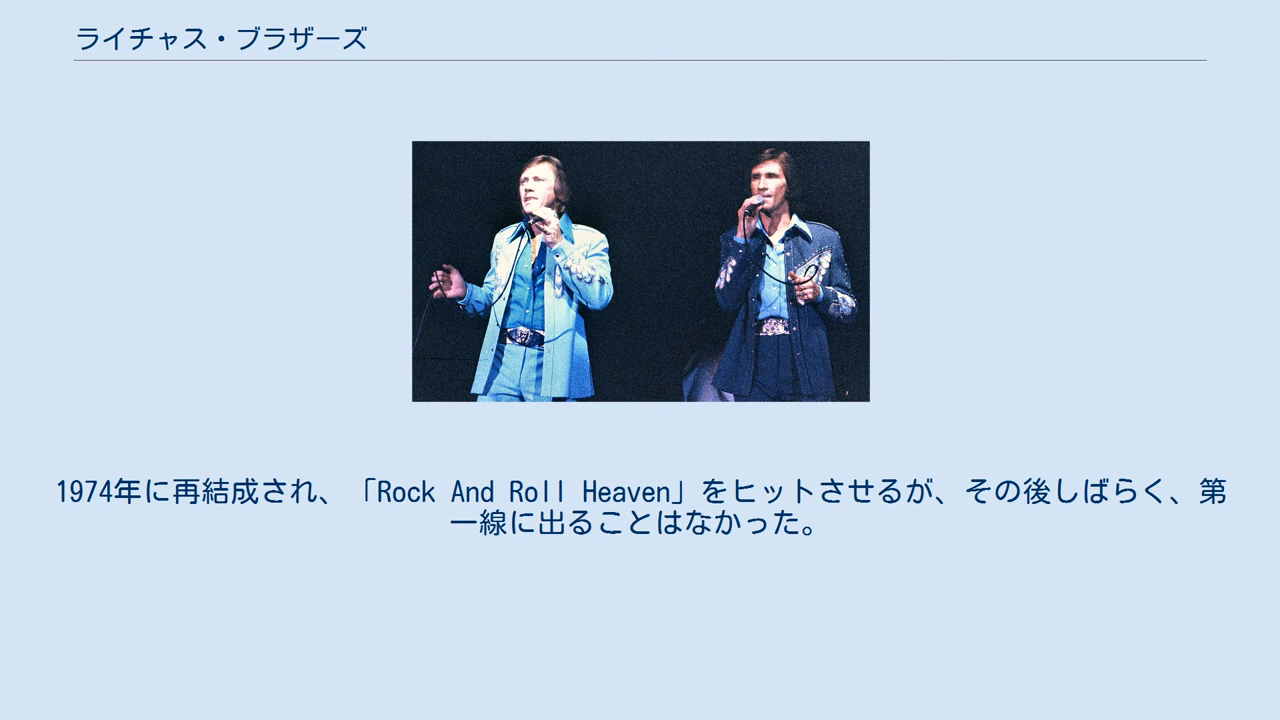 ライチャス・ブラザーズ
1974年に再結成され、「Rock And Roll Heaven」をヒットさせるが、その後しばらく、第
一線に出ることはなかった。